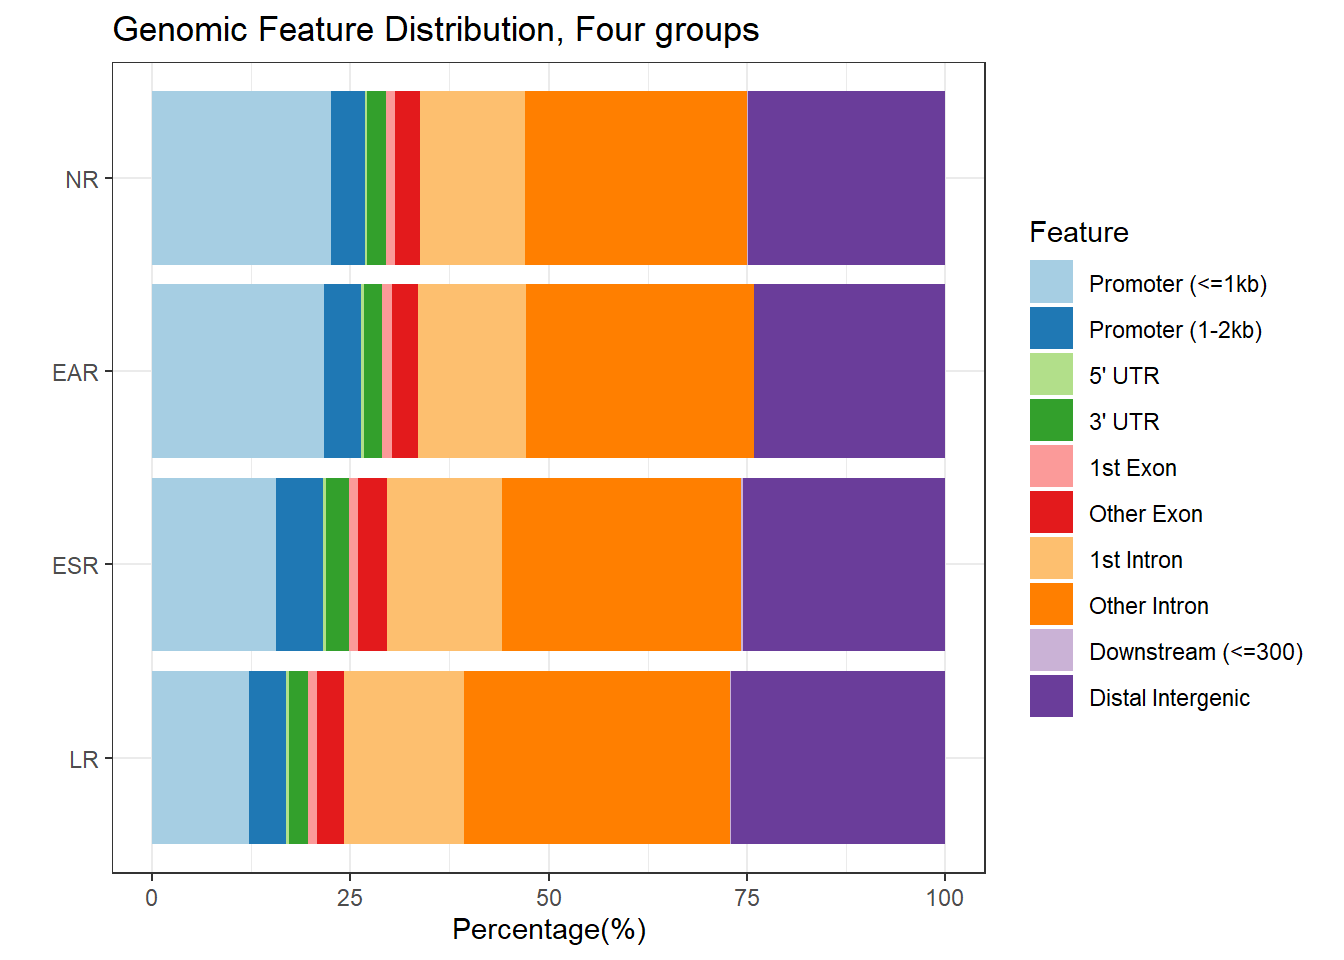 Genomic Feature Distribution, Four groups
NR
EAR
ESR
LR
0 25 50 75 100
Percentage(%)
Feature
Promoter (<=1kb)
Promoter (1-2kb)
5' UTR
3' UTR
1st Exon
Other Exon
1st Intron
Other Intron
Downstream (<=300)
Distal Intergenic